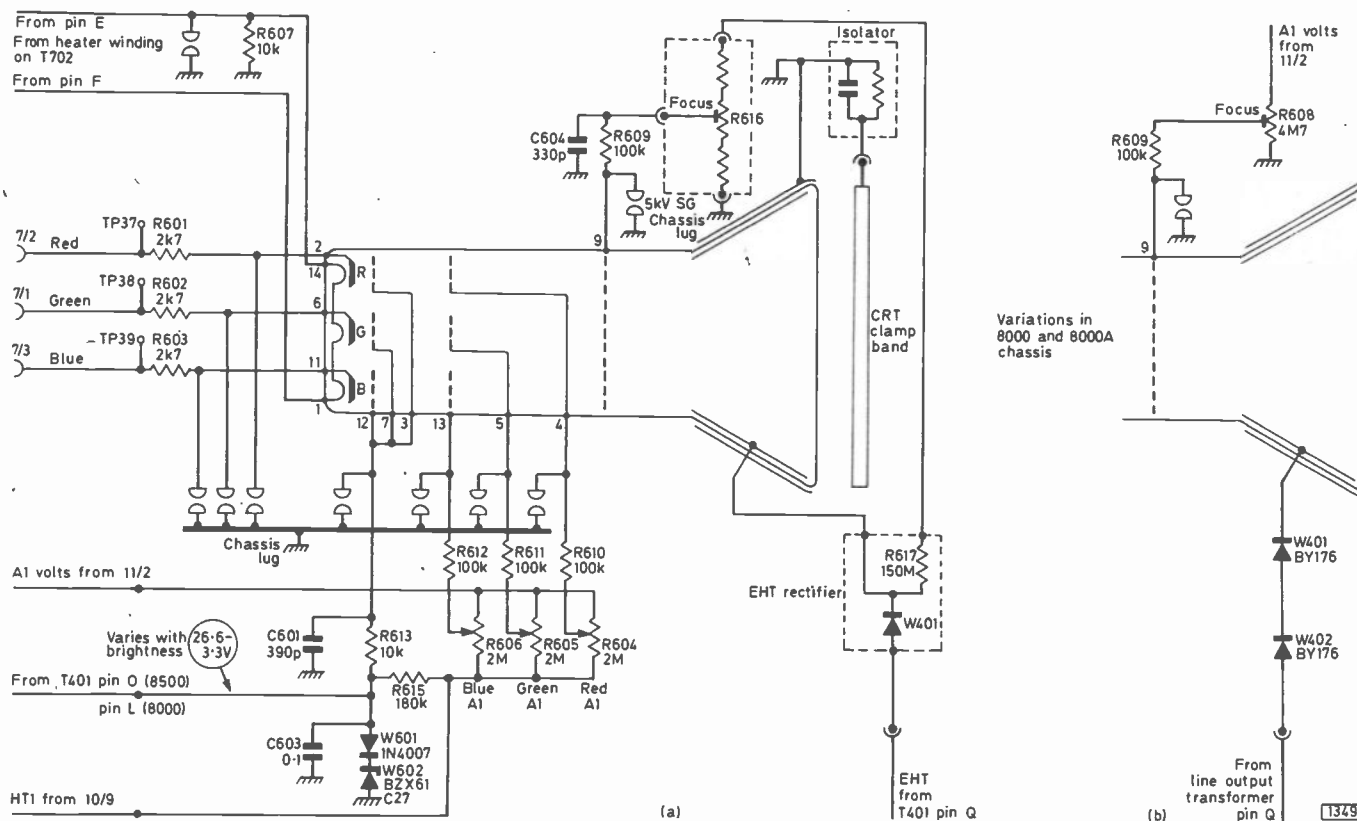 From pin E
From heater winding
on T702
From pin F
R607
10k
7/2
Red
TP37
R601
2k7
7/1
Green
TP38
R602
2k7
7/3
Blue
TP39
R603
2k7
2
14
6
11
1
R
G
B
12
7
3
13
5
4
9
C604
330p
R609
100k
Focus
R616
5kV SG
Chassis
lug
Isolator
CRT
clamp
band
Chassis
lug
R612
100k
R611
100k
R610
100k
A1 volts from 11/2
Varies with
brightness
26·6-
3·3V
C601
390p
R613
10k
R606
2M
R605
2M
R604
2M
From T401 pin O (8500)
pin L (8000)
R615
180k
Blue
A1
Green
A1
Red
A1
C603
0·1
W601
1N4007
W602
BZX61
C27
HT1 from 10/9
EHT rectifier
R617
150M
W401
EHT
from
T401 pin Q
(a)
A1 volts
from
11/2
Focus
R608
4M7
R609
100k
9
Variations in
8000 and 8000A
chassis
W401
BY176
W402
BY176
From
line output
transformer
pin Q
(b)
1349